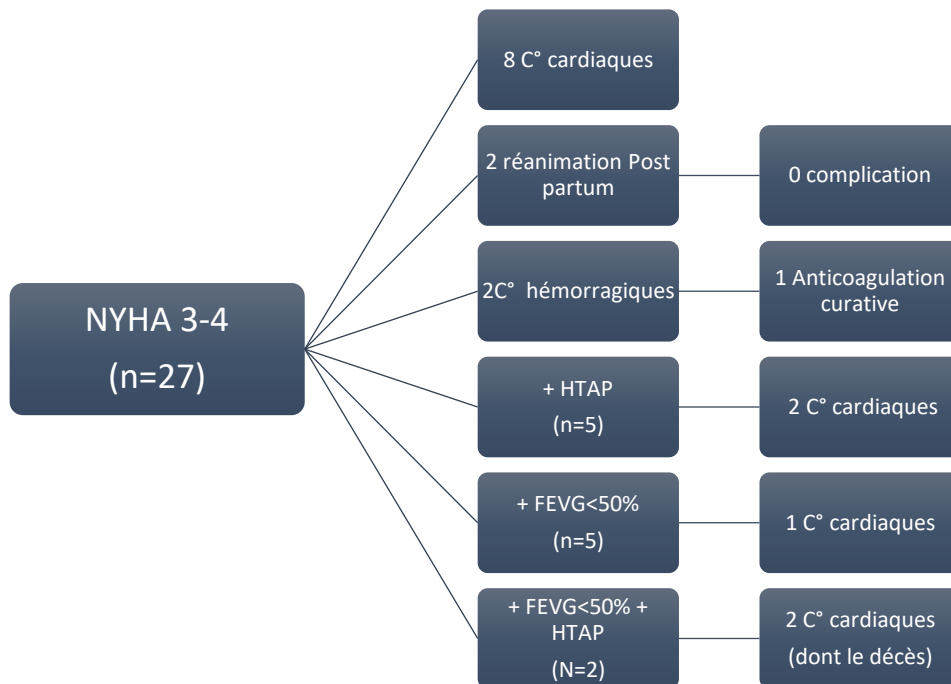 NYHA 3-4
(n=27)
8 C° cardiaques
2 réanimation Post
partum
0 complication
2C° hémorragiques
1 Anticoagulation
curative
+ HTAP
(n=5)
2 C° cardiaques
+ FEVG<50%
(n=5)
1 C° cardiaques
+ FEVG<50% +
HTAP
(N=2)
2 C° cardiaques
(dont le décès)